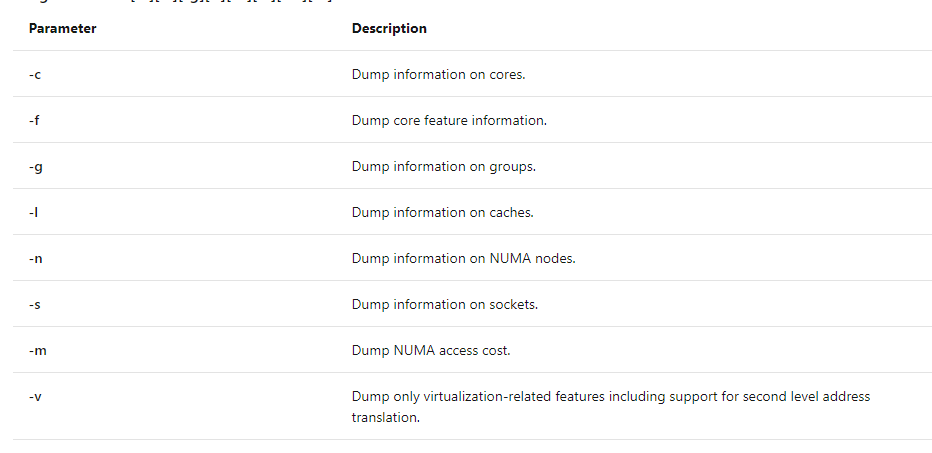 Parameter Description
-c Dump information on cores.
-f Dump core feature information.
-g Dump information on groups.
-l Dump information on caches.
-n Dump information on NUMA nodes.
-s Dump information on sockets.
-m Dump NUMA access cost.
-v Dump only virtualization-related features including support for second level address
translation.